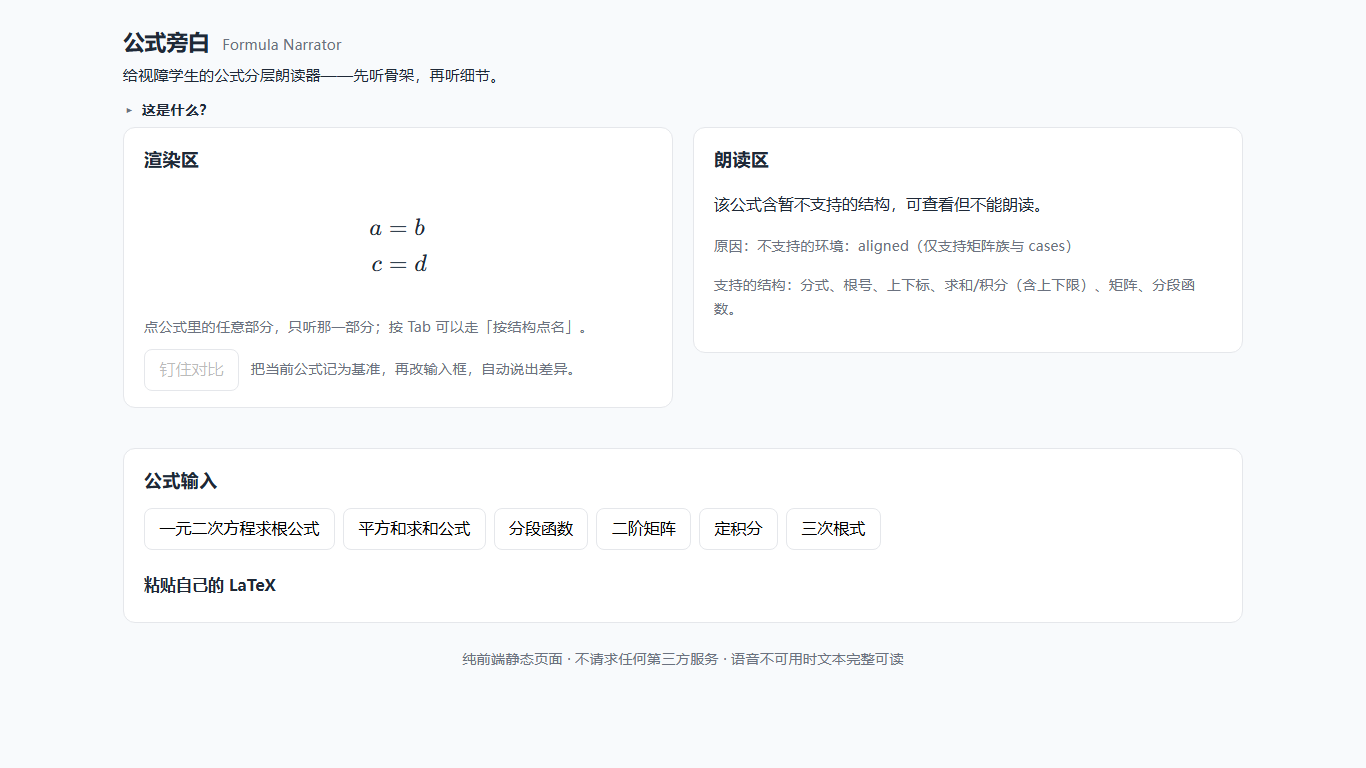 公式旁白 Formula Narrator
给视障学生的公式分层朗读器——先听骨架，再听细节。
▸ 这是什么？
渲染区
a = b
c = d
点公式里的任意部分，只听那一部分；按 Tab 可以走「按结构点名」。
钉住对比 把当前公式记为基准，再改输入框，自动说出差异。
朗读区
该公式含暂不支持的结构，可查看但不能朗读。
原因：不支持的环境：aligned（仅支持矩阵族与 cases）
支持的结构：分式、根号、上下标、求和/积分（含上下限）、矩阵、分段函
数。
公式输入
一元二次方程求根公式 平方和求和公式 分段函数 二阶矩阵 定积分 三次根式
粘贴自己的 LaTeX
纯前端静态页面 · 不请求任何第三方服务 · 语音不可用时文本完整可读